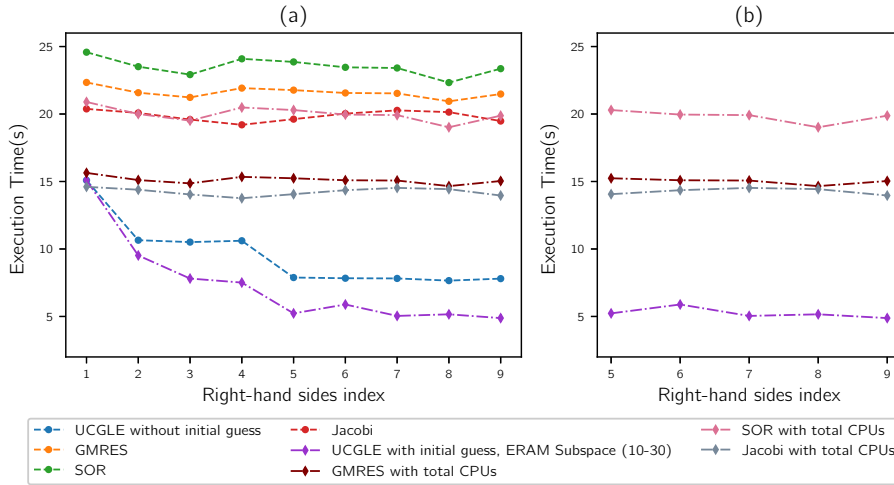 (a)
(b)
25
20
15
10
5
Execution Time(s)
1 2 3 4 5 6 7 8 9
Right-hand sides index
25
20
15
10
5
Execution Time(s)
5 6 7 8 9
Right-hand sides index
UCGLE without initial guess
GMRES
SOR
Jacobi
UCGLE with initial guess, ERAM Subspace (10-30)
GMRES with total CPUs
SOR with total CPUs
Jacobi with total CPUs